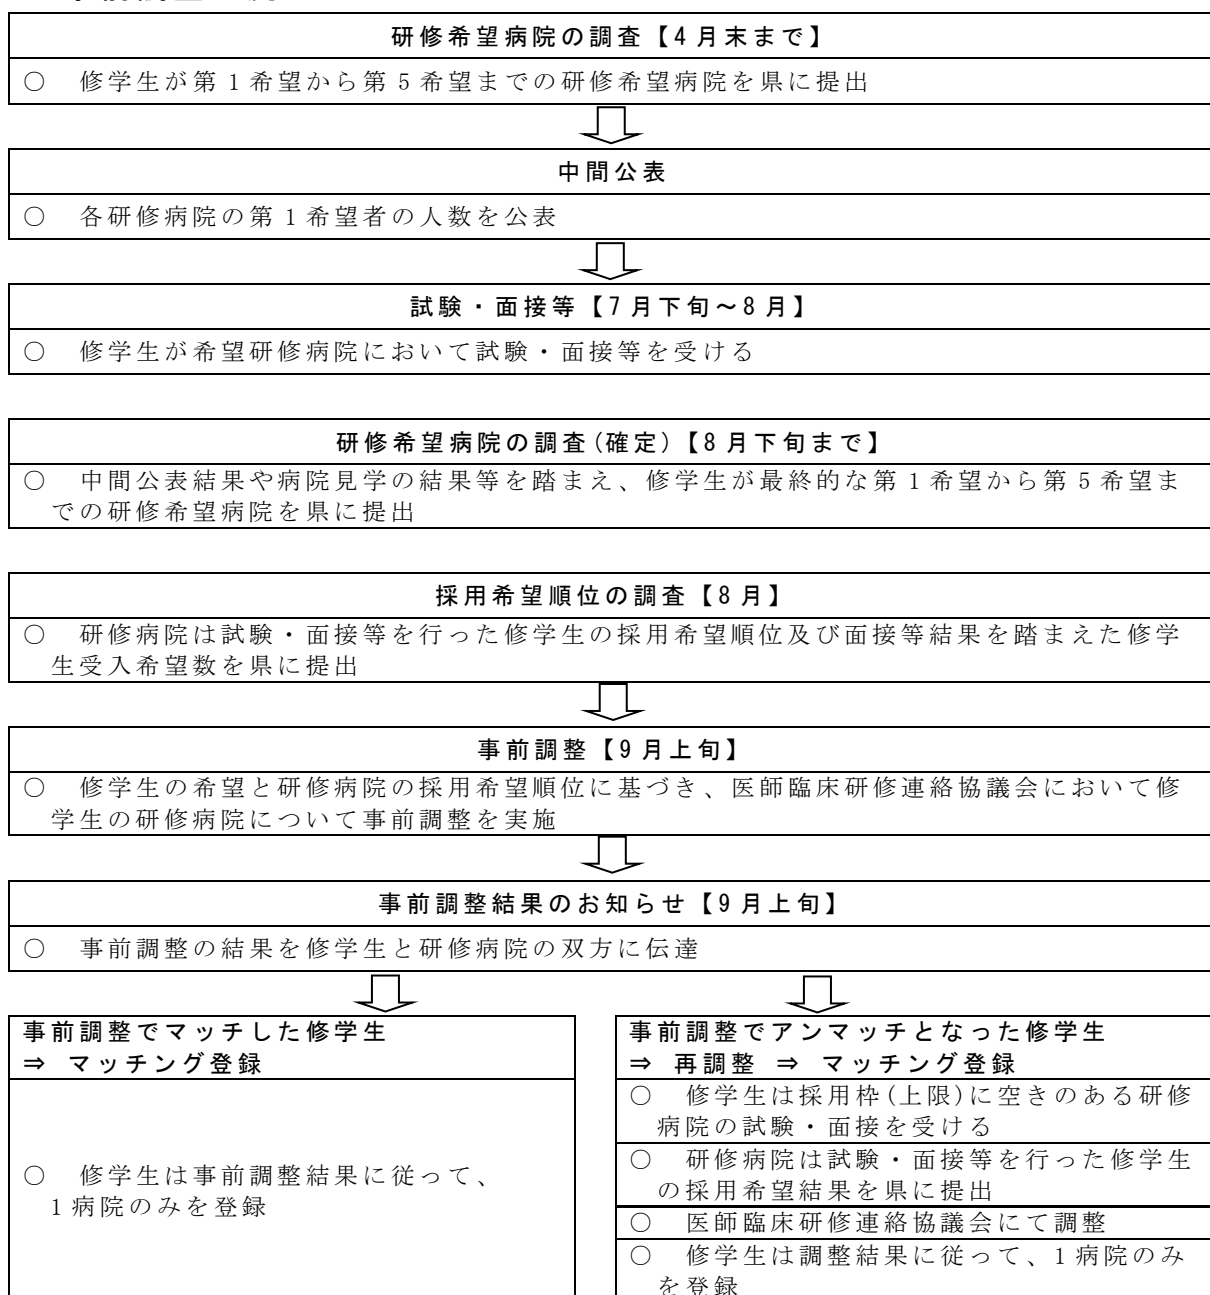 研修希望病院の調査【4月末まで】
○　修学生が第1希望から第5希望までの研修希望病院を県に提出
中間公表
○　各研修病院の第1希望者の人数を公表
試験・面接等【7月下旬～8月】
○　修学生が希望研修病院において試験・面接等を受ける
研修希望病院の調査(確定)【8月下旬まで】
○　中間公表結果や病院見学の結果等を踏まえ、修学生が最終的な第1希望から第5希望ま
での研修希望病院を県に提出
採用希望順位の調査【8月】
○　研修病院は試験・面接等を行った修学生の採用希望順位及び面接等結果を踏まえた修学
生受入希望数を県に提出
事前調整【9月上旬】
○　修学生の希望と研修病院の採用希望順位に基づき、医師臨床研修連絡協議会において修
学生の研修病院について事前調整を実施
事前調整結果のお知らせ【9月上旬】
○　事前調整の結果を修学生と研修病院の双方に伝達
事前調整でマッチした修学生
⇒ マッチング登録
○　修学生は事前調整結果に従って、
1病院のみを登録
事前調整でアンマッチとなった修学生
⇒ 再調整 ⇒ マッチング登録
○　修学生は採用枠(上限)に空きのある研修
病院の試験・面接を受ける
○　研修病院は試験・面接等を行った修学生
の採用希望結果を県に提出
○　医師臨床研修連絡協議会にて調整
○　修学生は調整結果に従って、1病院のみ
を登録